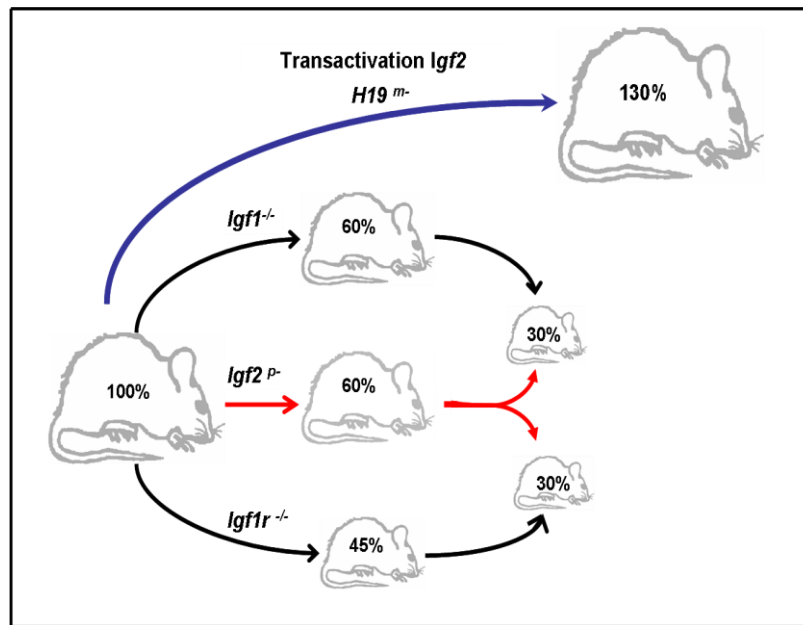 Transactivation Igf2
H19 m-
130%
Igf1-/-
60%
30%
100%
Igf2 p-
60%
30%
Igf1r -/-
45%